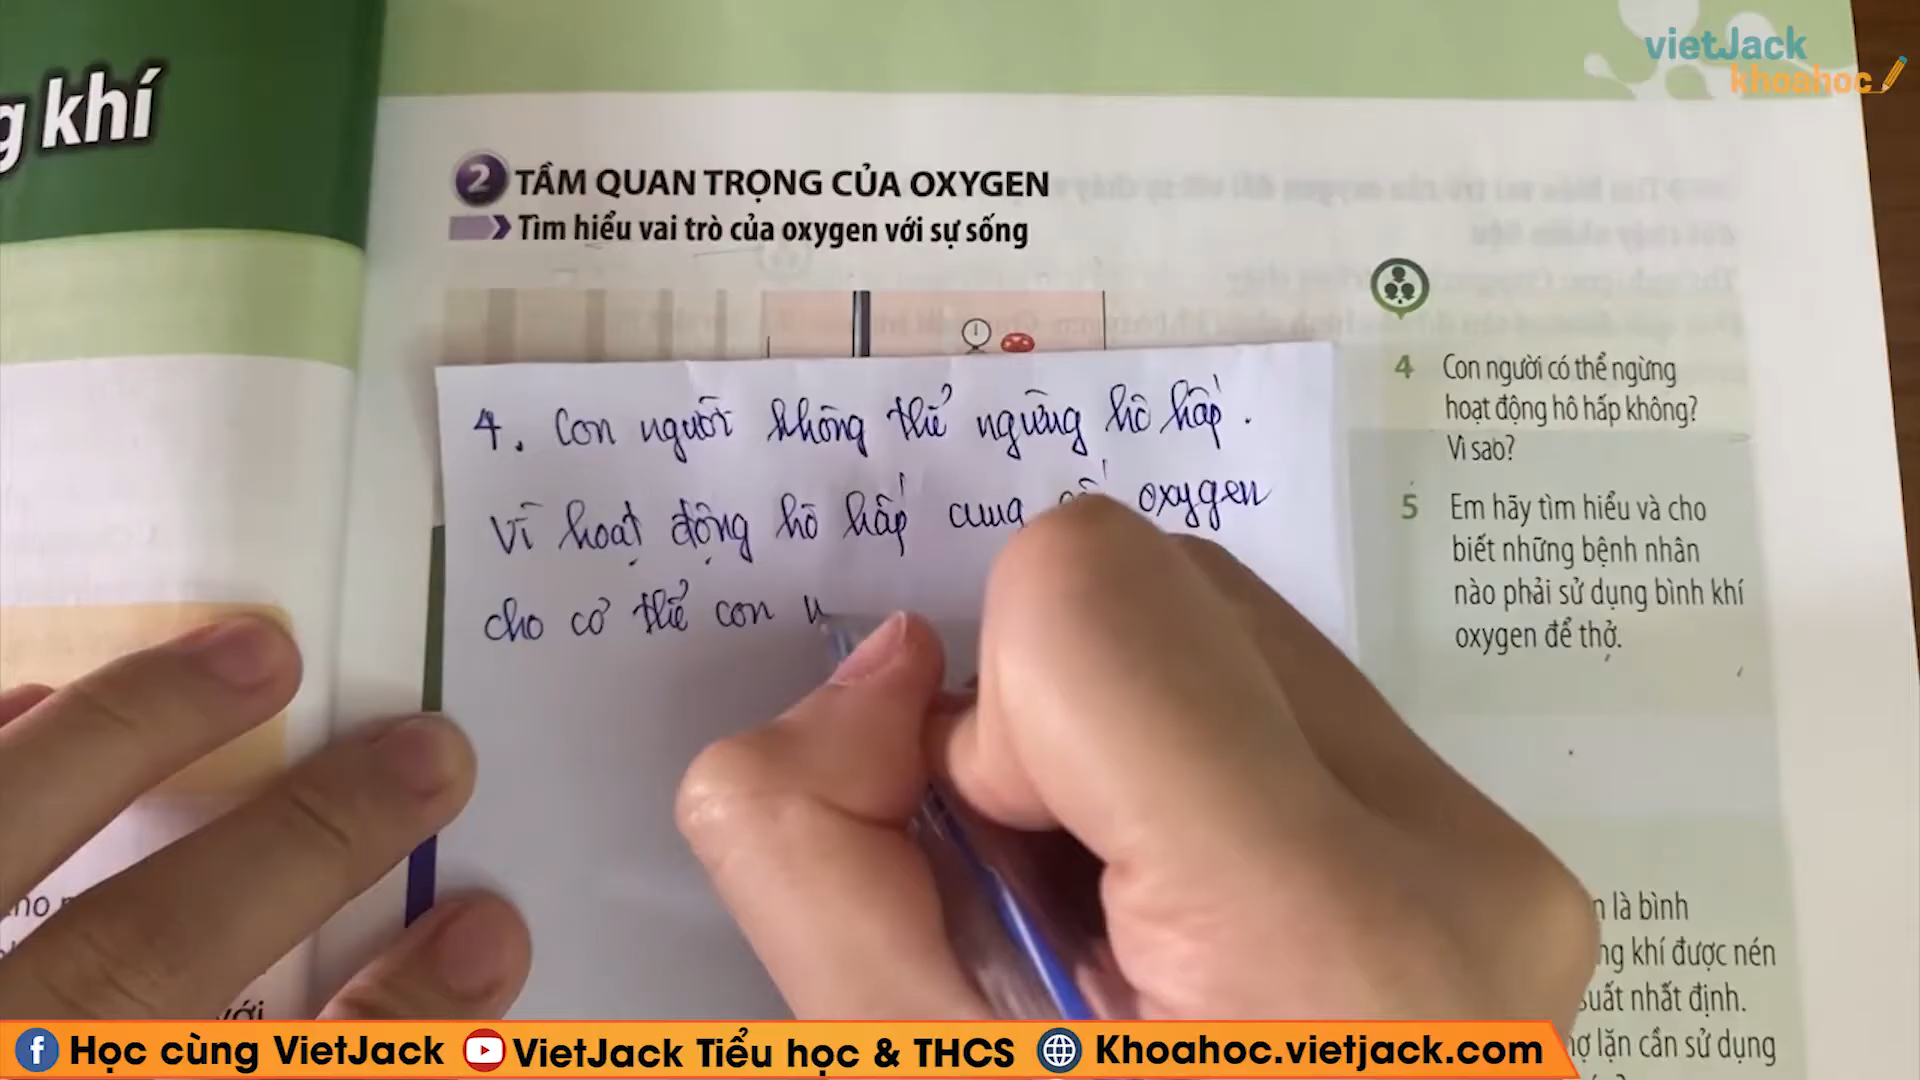 vietJack
khoahoc
khí
2 TẦM QUAN TRỌNG CỦA OXYGEN
Tìm hiểu vai trò của oxygen với sự sống
4. Con người không thể ngừng hô hấp.
Vì hoạt động hô hấp cung cấp oxygen
cho cơ thể con
4 Con người có thể ngừng
hoạt động hô hấp không?
Vì sao?
5 Em hãy tìm hiểu và cho
biết những bệnh nhân
nào phải sử dụng bình khí
oxygen để thở.
là bình
khí được nén
suất nhất định.
lặn cần sử dụng
với
Học cùng VietJack
VietJack Tiểu học & THCS
Khoahoc.vietjack.com